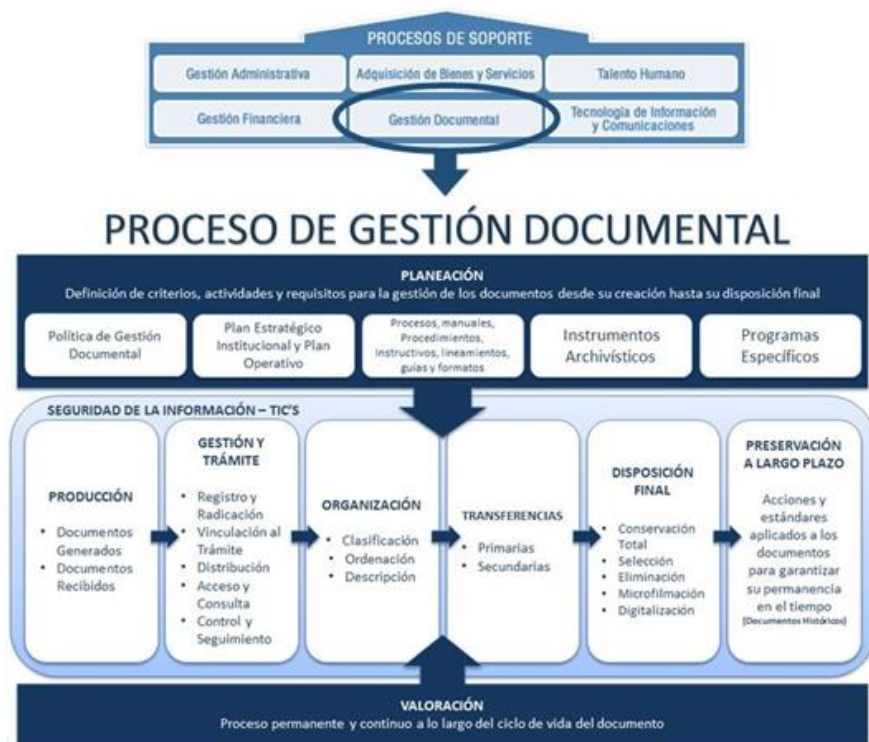 PROCESOS DE SOPORTE
Gestión Administrativa
Adquisición de Bienes y Servicios
Talento Humano
Gestión Financiera
Gestión Documental
Tecnología de Información
y Comunicaciones
PROCESO DE GESTIÓN DOCUMENTAL
PLANEACIÓN
Definición de criterios, actividades y requisitos para la gestión de los documentos desde su creación hasta su disposición final
Política de Gestión
Documental
Plan Estratégico
Institucional y Plan
Operativo
Procesos, manuales,
Procedimientos,
Instructivos, lineamientos,
guías y formatos
Instrumentos
Archivísticos
Programas
Específicos
SEGURIDAD DE LA INFORMACIÓN – TIC'S
PRODUCCIÓN
• Documentos
Generados
• Documentos
Recibidos
GESTIÓN Y
TRÁMITE
• Registro y
Radicación
• Vinculación al
Trámite
• Distribución
• Acceso y
Consulta
• Control y
Seguimiento
ORGANIZACIÓN
• Clasificación
• Ordenación
• Descripción
TRANSFERENCIAS
• Primarias
• Secundarias
DISPOSICIÓN
FINAL
• Conservación
Total
• Selección
• Eliminación
• Microfilmación
• Digitalización
PRESERVACIÓN
A LARGO PLAZO
Acciones y
estándares
aplicados a los
documentos
para garantizar
su permanencia
en el tiempo
(Documentos Históricos)
VALORACIÓN
Proceso permanente y continuo a lo largo del ciclo de vida del documento